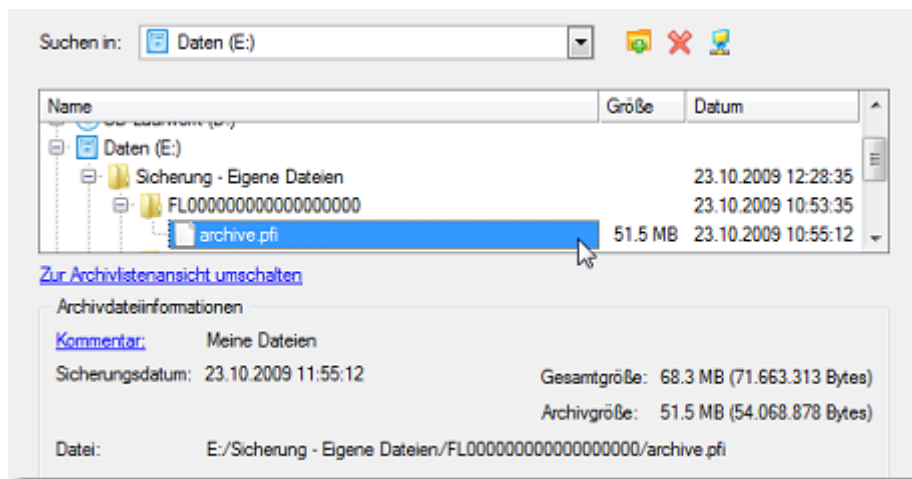 Suchen in: Daten (E:)
Name Größe Datum
Daten (E:)
Sicherung - Eigene Dateien 23.10.2009 12:28:35
FL000000000000000000 23.10.2009 10:53:35
archive.pfi 51.5 MB 23.10.2009 10:55:12
Zur Archivlistenansicht umschalten
Archivdateiinformationen
Kommentar: Meine Dateien
Sicherungsdatum: 23.10.2009 11:55:12 Gesamtgröße: 68.3 MB (71.663.313 Bytes)
Archivgröße: 51.5 MB (54.068.878 Bytes)
Datei: E:/Sicherung - Eigene Dateien/FL000000000000000000/archive.pfi